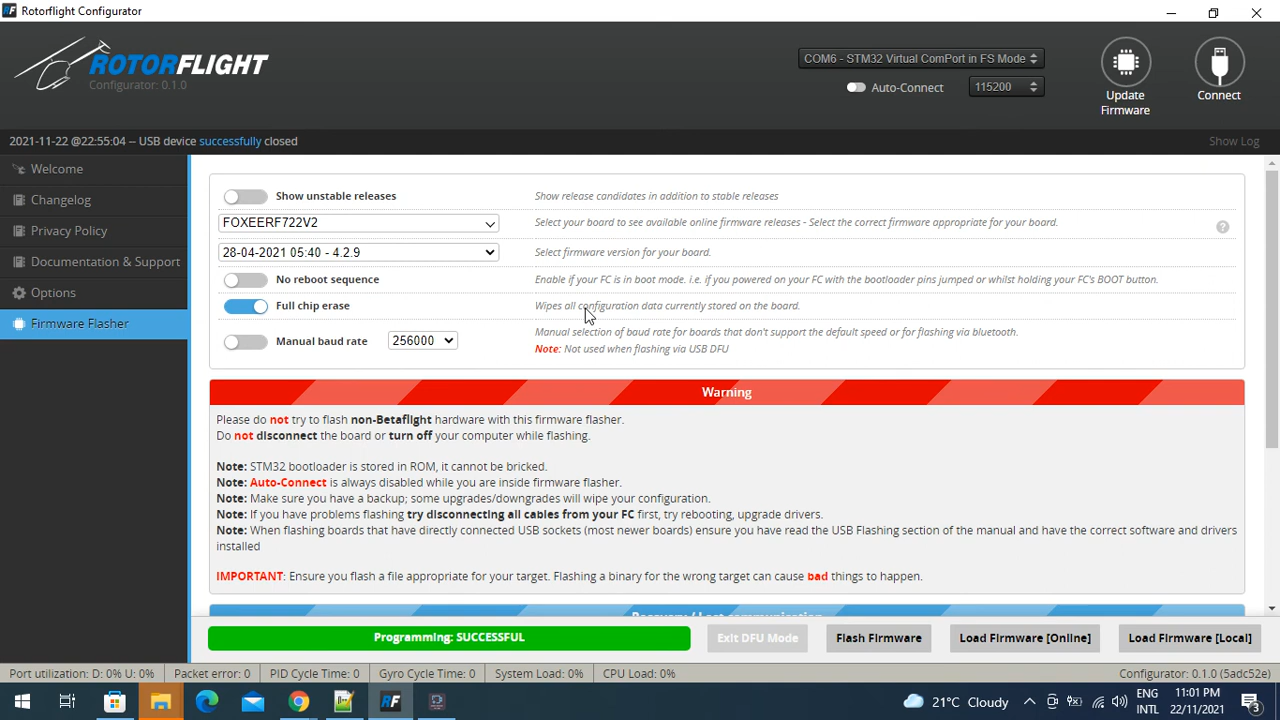 Rotorflight Configurator
ROTORFLIGHT
Configurator: 0.1.0
COM6 - STM32 Virtual ComPort in FS Mode
Auto-Connect
115200
Update
Firmware
Connect
2021-11-22 @22:55:04 -- USB device successfully closed
Show Log
Welcome
Changelog
Privacy Policy
Documentation & Support
Options
Firmware Flasher
Show unstable releases
Show release candidates in addition to stable releases
FOXEERF722V2
Select your board to see available online firmware releases - Select the correct firmware appropriate for your board.
?
28-04-2021 05:40 - 4.2.9
Select firmware version for your board.
No reboot sequence
Enable if your FC is in boot mode. i.e. if you powered on your FC with the bootloader pins jumped or whilst holding your FC's BOOT button.
Full chip erase
Wipes all configuration data currently stored on the board.
Manual baud rate
256000
Manual selection of baud rate for boards that don't support the default speed or for flashing via bluetooth.
Note: Not used when flashing via USB DFU
Warning
Please do not try to flash non-Betaflight hardware with this firmware flasher.
Do not disconnect the board or turn off your computer while flashing.
Note: STM32 bootloader is stored in ROM, it cannot be bricked.
Note: Auto-Connect is always disabled while you are inside firmware flasher.
Note: Make sure you have a backup; some upgrades/downgrades will wipe your configuration.
Note: If you have problems flashing try disconnecting all cables from your FC first, try rebooting, upgrade drivers.
Note: When flashing boards that have directly connected USB sockets (most newer boards) ensure you have read the USB Flashing section of the manual and have the correct software and drivers
installed
IMPORTANT: Ensure you flash a file appropriate for your target. Flashing a binary for the wrong target can cause bad things to happen.
Recovery / Lost communication
Programming: SUCCESSFUL
Exit DFU Mode
Flash Firmware
Load Firmware [Online]
Load Firmware [Local]
Port utilization: D: 0% U: 0%
Packet error: 0
PID Cycle Time: 0
Gyro Cycle Time: 0
System Load: 0%
CPU Load: 0%
Configurator: 0.1.0 (5adc52e)
21°C Cloudy
ENG
INTL
11:01 PM
22/11/2021
3